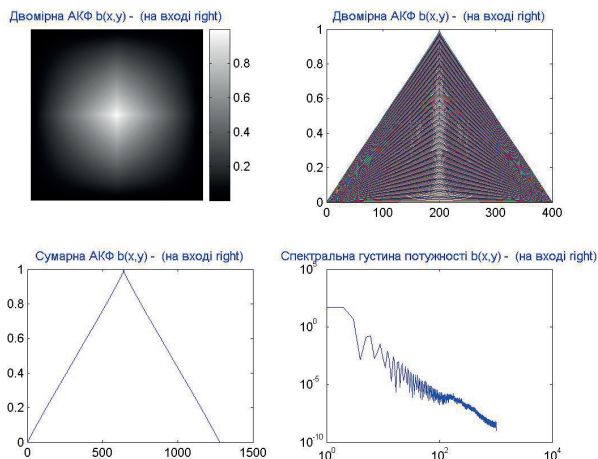 Двомірна АКФ b(x,y) - (на вході right)
0.8
0.6
0.4
0.2
Двомірна АКФ b(x,y) - (на вході right)
1
0.8
0.6
0.4
0.2
0
0 100 200 300 400
Сумарна АКФ b(x,y) - (на вході right)
1
0.8
0.6
0.4
0.2
0
0 500 1000 1500
Спектральна густина потужності b(x,y) - (на вході right)
10^5
10^0
10^-5
10^-10
10^0 10^2 10^4